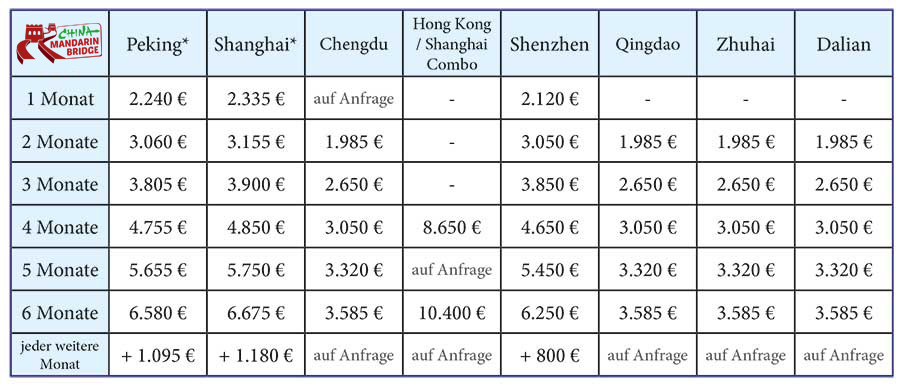 CHINA
MANDARIN
BRIDGE
Peking* Shanghai* Chengdu Hong Kong / Shanghai Combo Shenzhen Qingdao Zhuhai Dalian
1 Monat 2.240 € 2.335 € auf Anfrage - 2.120 € - - -
2 Monate 3.060 € 3.155 € 1.985 € - 3.050 € 1.985 € 1.985 € 1.985 €
3 Monate 3.805 € 3.900 € 2.650 € - 3.850 € 2.650 € 2.650 € 2.650 €
4 Monate 4.755 € 4.850 € 3.050 € 8.650 € 4.650 € 3.050 € 3.050 € 3.050 €
5 Monate 5.655 € 5.750 € 3.320 € auf Anfrage 5.450 € 3.320 € 3.320 € 3.320 €
6 Monate 6.580 € 6.675 € 3.585 € 10.400 € 6.250 € 3.585 € 3.585 € 3.585 €
jeder weitere Monat + 1.095 € + 1.180 € auf Anfrage auf Anfrage + 800 € auf Anfrage auf Anfrage auf Anfrage